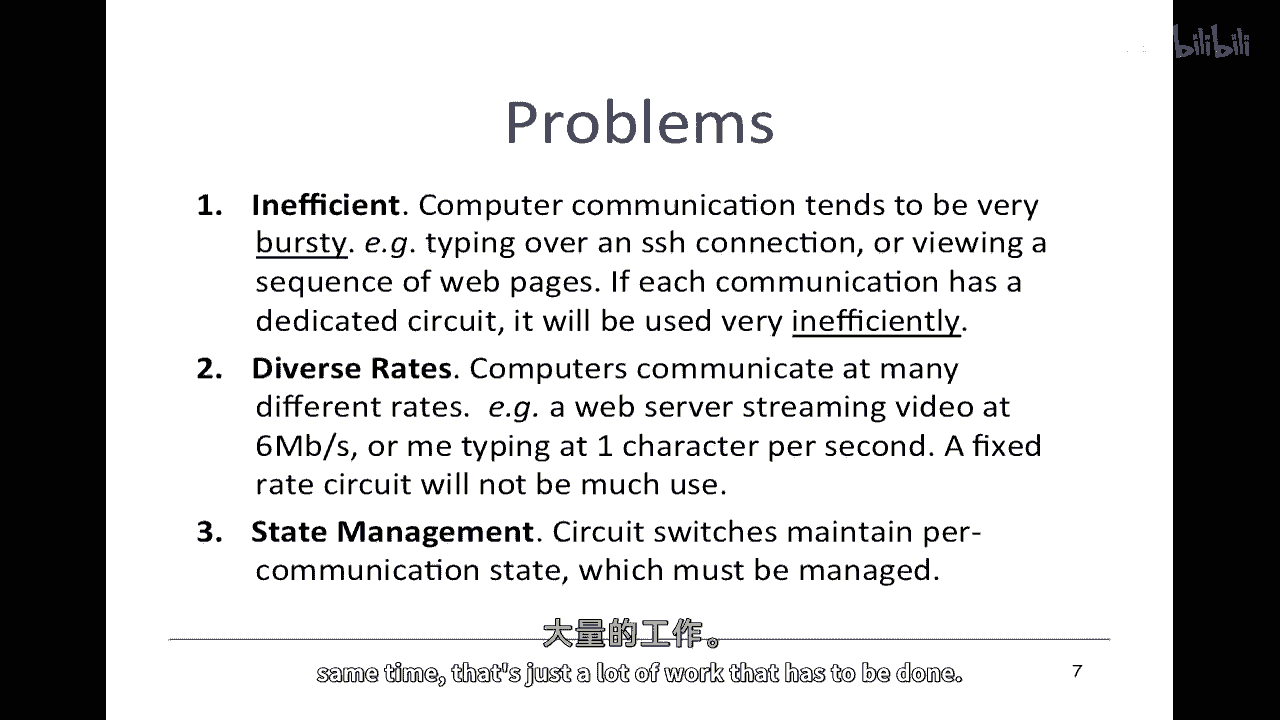 bilibili
Problems
1. Inefficient. Computer communication tends to be very
bursty. e.g. typing over an ssh connection, or viewing a
sequence of web pages. If each communication has a
dedicated circuit, it will be used very inefficiently.
2. Diverse Rates. Computers communicate at many
different rates. e.g. a web server streaming video at
6Mb/s, or me typing at 1 character per second. A fixed
rate circuit will not be much use.
3. State Management. Circuit switches maintain per-
communication state, which must be managed.
大量的工作。
same time, that's just a lot of work that has to be done.
7